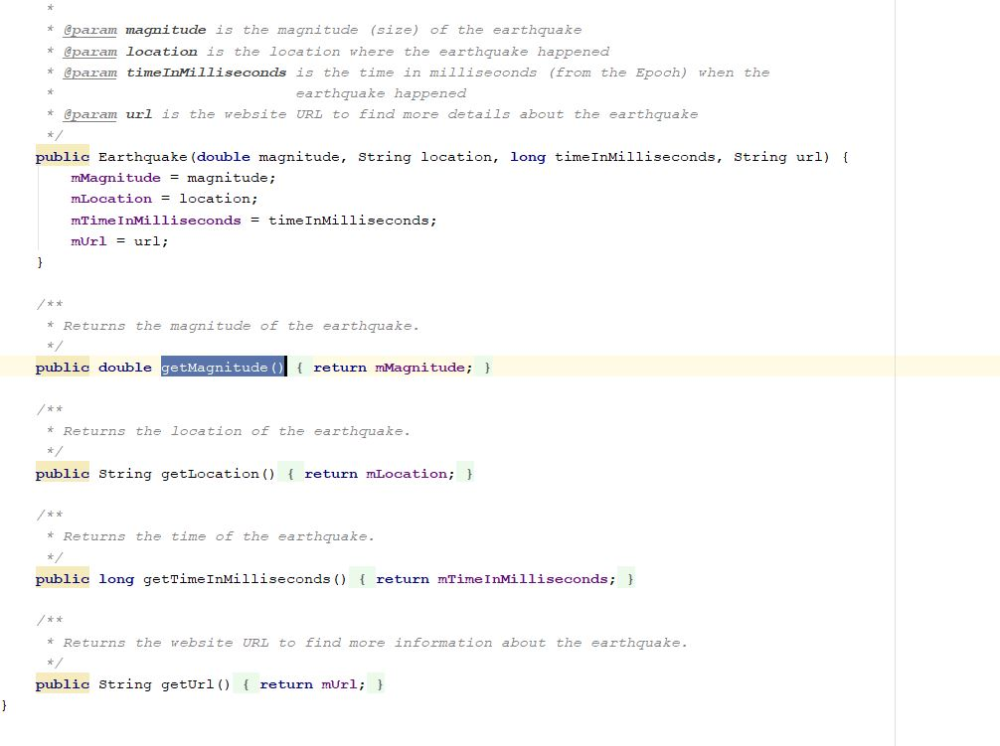 *
* @param magnitude is the magnitude (size) of the earthquake
* @param location is the location where the earthquake happened
* @param timeInMilliseconds is the time in milliseconds (from the Epoch) when the
*                           earthquake happened
* @param url is the website URL to find more details about the earthquake
*/
public Earthquake(double magnitude, String location, long timeInMilliseconds, String url) {
mMagnitude = magnitude;
mLocation = location;
mTimeInMilliseconds = timeInMilliseconds;
mUrl = url;
}
/**
* Returns the magnitude of the earthquake.
*/
public double getMagnitude() { return mMagnitude; }
/**
* Returns the location of the earthquake.
*/
public String getLocation() { return mLocation; }
/**
* Returns the time of the earthquake.
*/
public long getTimeInMilliseconds() { return mTimeInMilliseconds; }
/**
* Returns the website URL to find more information about the earthquake.
*/
public String getUrl() { return mUrl; }
}